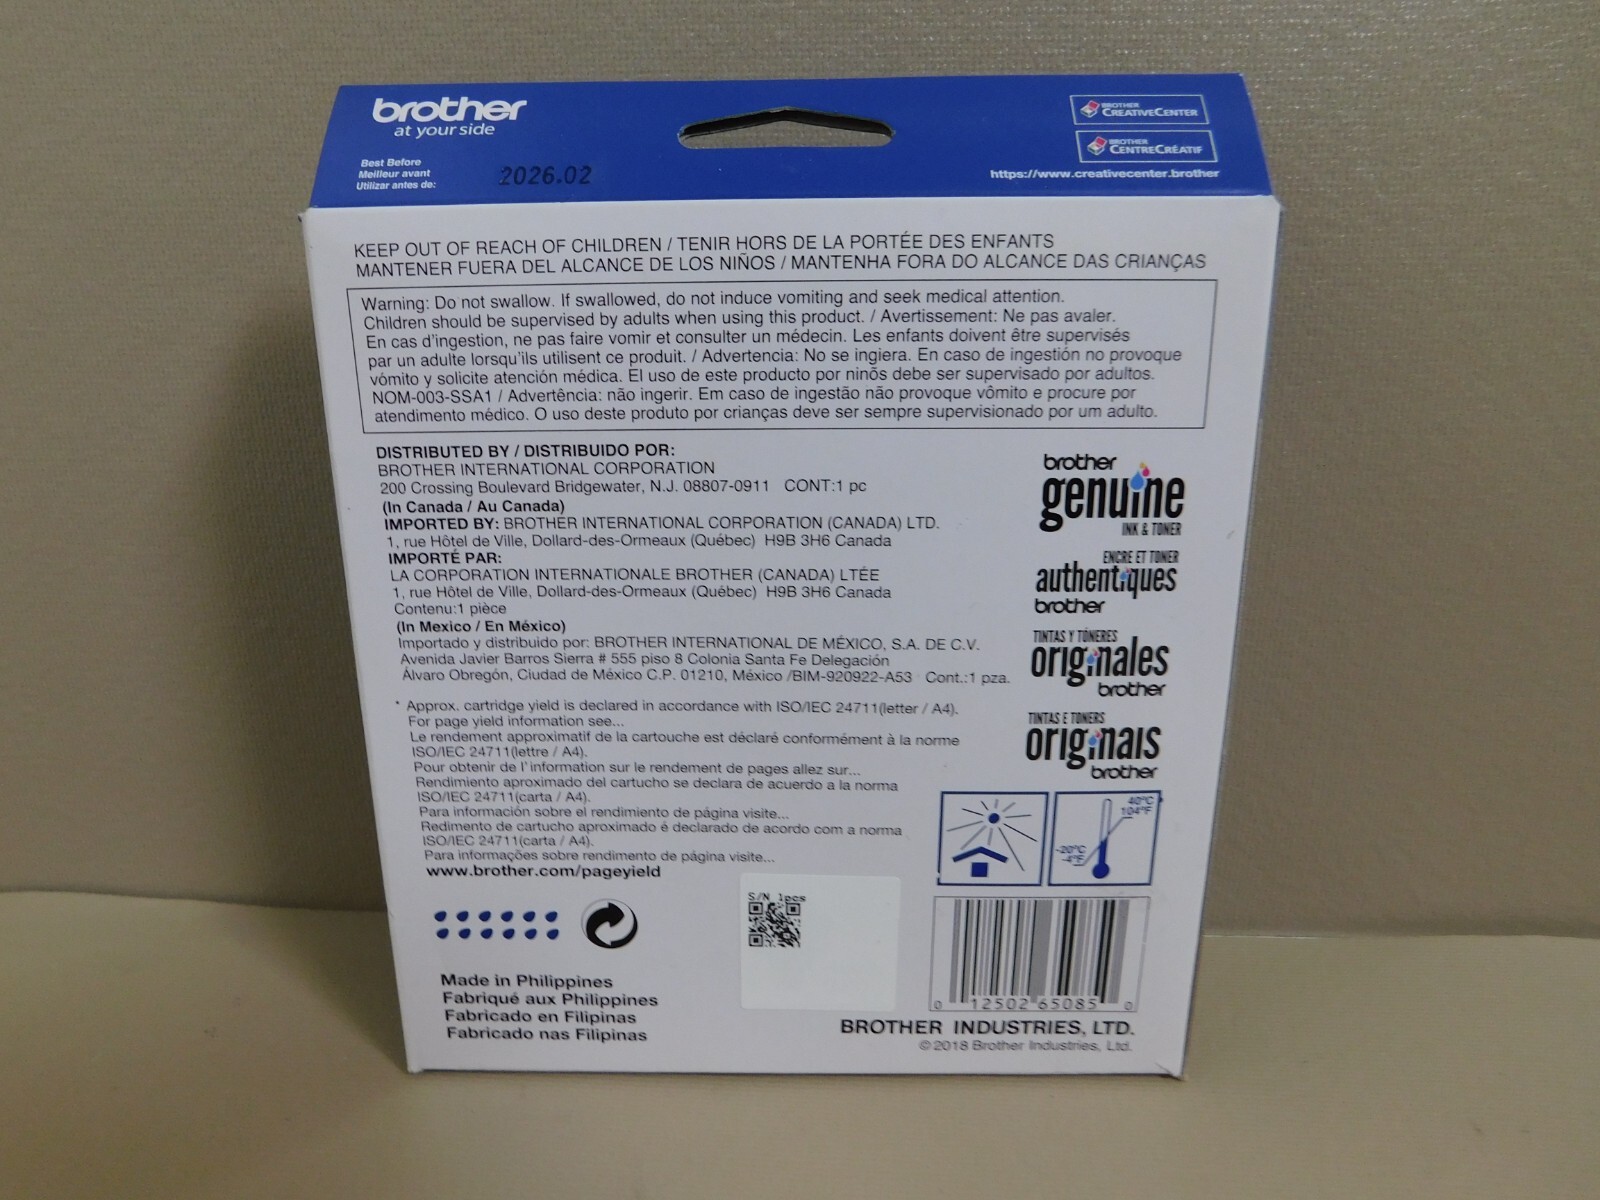 brother
at your side
BROTHER
CREATIVECENTER
BROTHER
CENTRECRÉATIF
https://www.creativecenter.brother
Best Before
Meilleur avant
Utilizar antes de:
2026.02
KEEP OUT OF REACH OF CHILDREN / TENIR HORS DE LA PORTÉE DES ENFANTS
MANTENER FUERA DEL ALCANCE DE LOS NIÑOS / MANTENHA FORA DO ALCANCE DAS CRIANÇAS
Warning: Do not swallow. If swallowed, do not induce vomiting and seek medical attention.
Children should be supervised by adults when using this product. / Avertissement: Ne pas avaler.
En cas d'ingestion, ne pas faire vomir et consulter un médecin. Les enfants doivent être supervisés
par un adulte lorsqu'ils utilisent ce produit. / Advertencia: No se ingiera. En caso de ingestión no provoque
vómito y solicite atención médica. El uso de este producto por ninõs debe ser supervisado por adultos.
NOM-003-SSA1 / Advertência: não ingerir. Em caso de ingestão não provoque vômito e procure por
atendimento médico. O uso deste produto por crianças deve ser sempre supervisionado por um adulto.
DISTRIBUTED BY / DISTRIBUIDO POR:
BROTHER INTERNATIONAL CORPORATION
200 Crossing Boulevard Bridgewater, N.J. 08807-0911 CONT:1 pc
(In Canada / Au Canada)
IMPORTED BY: BROTHER INTERNATIONAL CORPORATION (CANADA) LTD.
1, rue Hôtel de Ville, Dollard-des-Ormeaux (Québec) H9B 3H6 Canada
IMPORTÉ PAR:
LA CORPORATION INTERNATIONALE BROTHER (CANADA) LTÉE
1, rue Hôtel de Ville, Dollard-des-Ormeaux (Québec) H9B 3H6 Canada
Contenu:1 pièce
(In Mexico / En México)
Importado y distribuido por: BROTHER INTERNATIONAL DE MÉXICO, S.A. DE C.V.
Avenida Javier Barros Sierra # 555 piso 8 Colonia Santa Fe Delegación
Álvaro Obregón, Ciudad de México C.P. 01210, México /BIM-920922-A53 Cont.:1 pza.
* Approx. cartridge yield is declared in accordance with ISO/IEC 24711(letter / A4).
For page yield information see...
Le rendement approximatif de la cartouche est déclaré conformément à la norme
ISO/IEC 24711(lettre / A4).
Pour obtenir de l'information sur le rendement de pages allez sur...
Rendimiento aproximado del cartucho se declara de acuerdo a la norma
ISO/IEC 24711(carta / A4).
Para información sobre el rendimiento de página visite...
Redimento de cartucho aproximado é declarado de acordo com a norma
ISO/IEC 24711(carta / A4).
Para informações sobre rendimento de página visite...
www.brother.com/pageyield
brother
genuine
INK & TONER
ENCRE ET TONER
authentiques
brother
TINTAS Y TÓNERES
originales
brother
TINTAS E TONERS
originais
brother
40°C
104°F
-20°C
-4°F
S/N 1pcs
Made in Philippines
Fabriqué aux Philippines
Fabricado en Filipinas
Fabricado nas Filipinas
0 12502 65085 0
BROTHER INDUSTRIES, LTD.
© 2018 Brother Industries, Ltd.